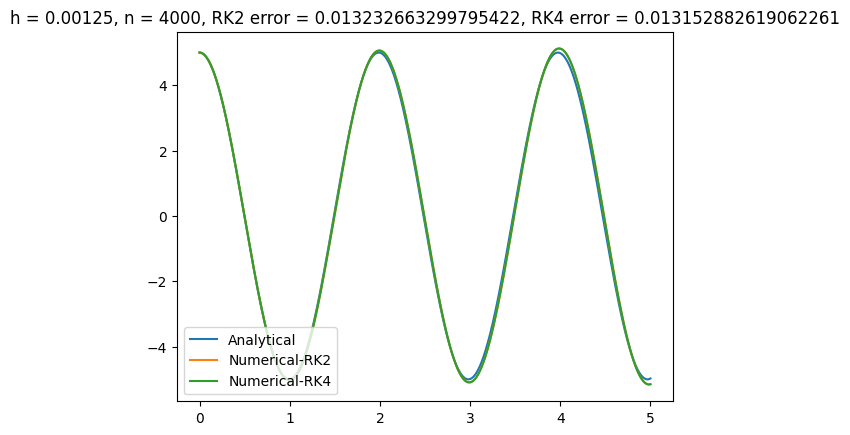 h = 0.00125, n = 4000, RK2 error = 0.013232663299795422, RK4 error = 0.013152882619062261
4
2
0
−2
−4
Analytical
Numerical-RK2
Numerical-RK4
0 1 2 3 4 5